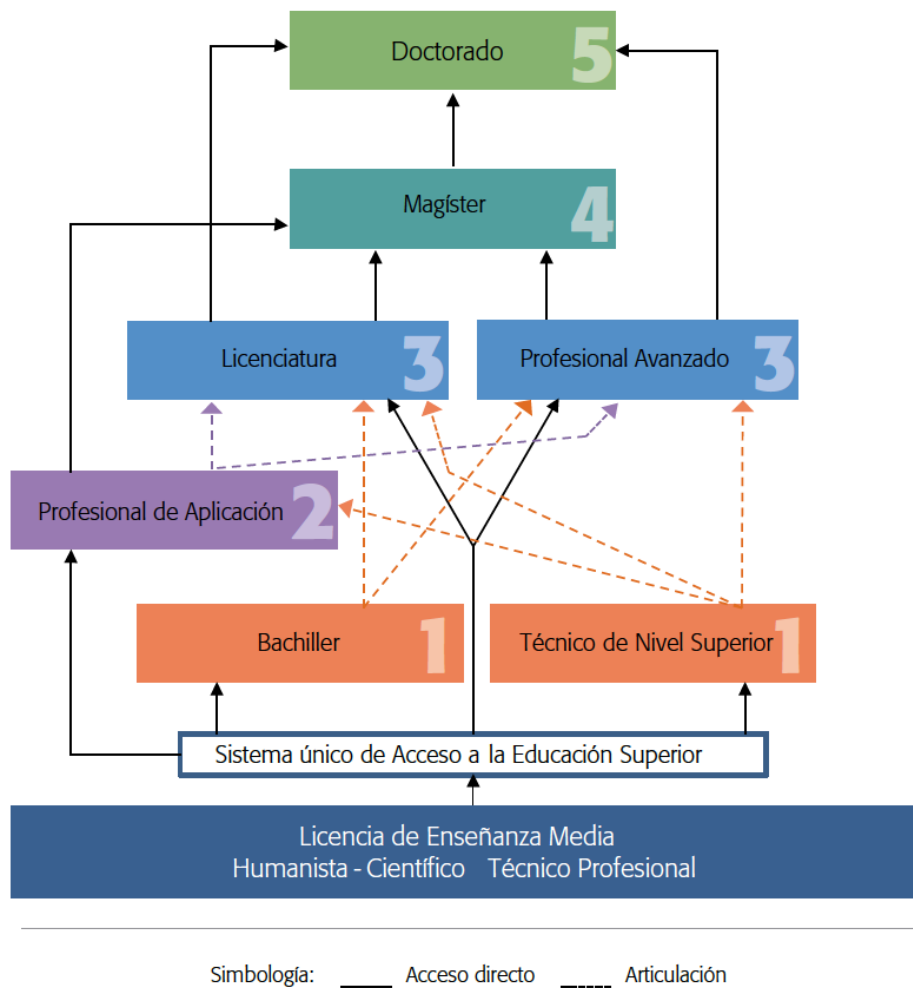 Doctorado 5
Magíster 4
Licenciatura 3
Profesional Avanzado 3
Profesional de Aplicación 2
Bachiller 1
Técnico de Nivel Superior 1
Sistema único de Acceso a la Educación Superior
Licencia de Enseñanza Media
Humanista - Científico Técnico Profesional
Simbología: Acceso directo Articulación